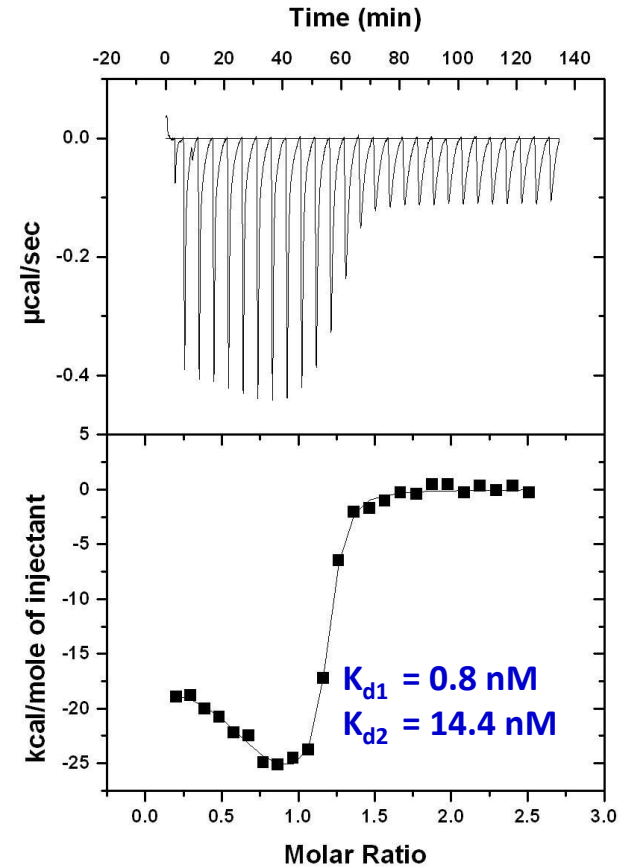 Time (min)
-20 0 20 40 60 80 100 120 140
0.0
-0.2
-0.4
µcal/sec
5
0
-5
-10
-15
-20
-25
kcal/mole of injectant
Kd1 = 0.8 nM
Kd2 = 14.4 nM
0.0 0.5 1.0 1.5 2.0 2.5 3.0
Molar Ratio